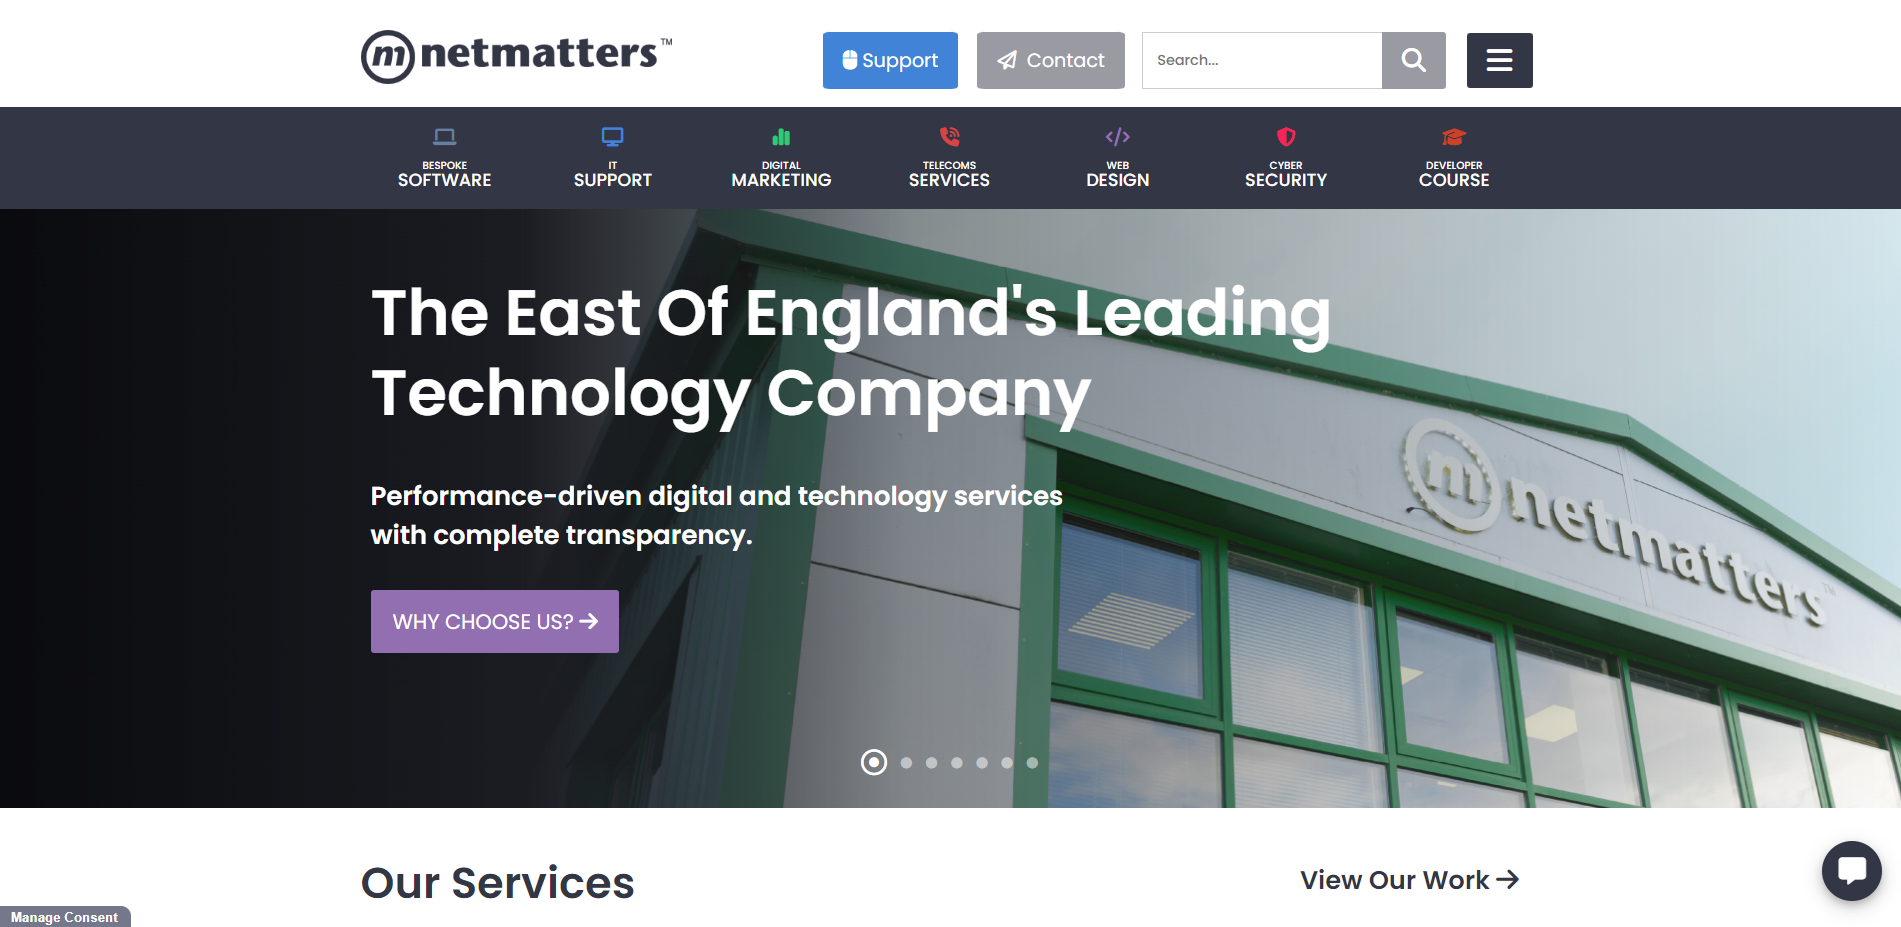 m netmatters™
Support
Contact
Search...
BESPOKE
SOFTWARE
IT
SUPPORT
DIGITAL
MARKETING
TELECOMS
SERVICES
WEB
DESIGN
CYBER
SECURITY
DEVELOPER
COURSE
The East Of England's Leading
Technology Company
Performance-driven digital and technology services
with complete transparency.
WHY CHOOSE US?
m netmatters™
Our Services
View Our Work
Manage Consent